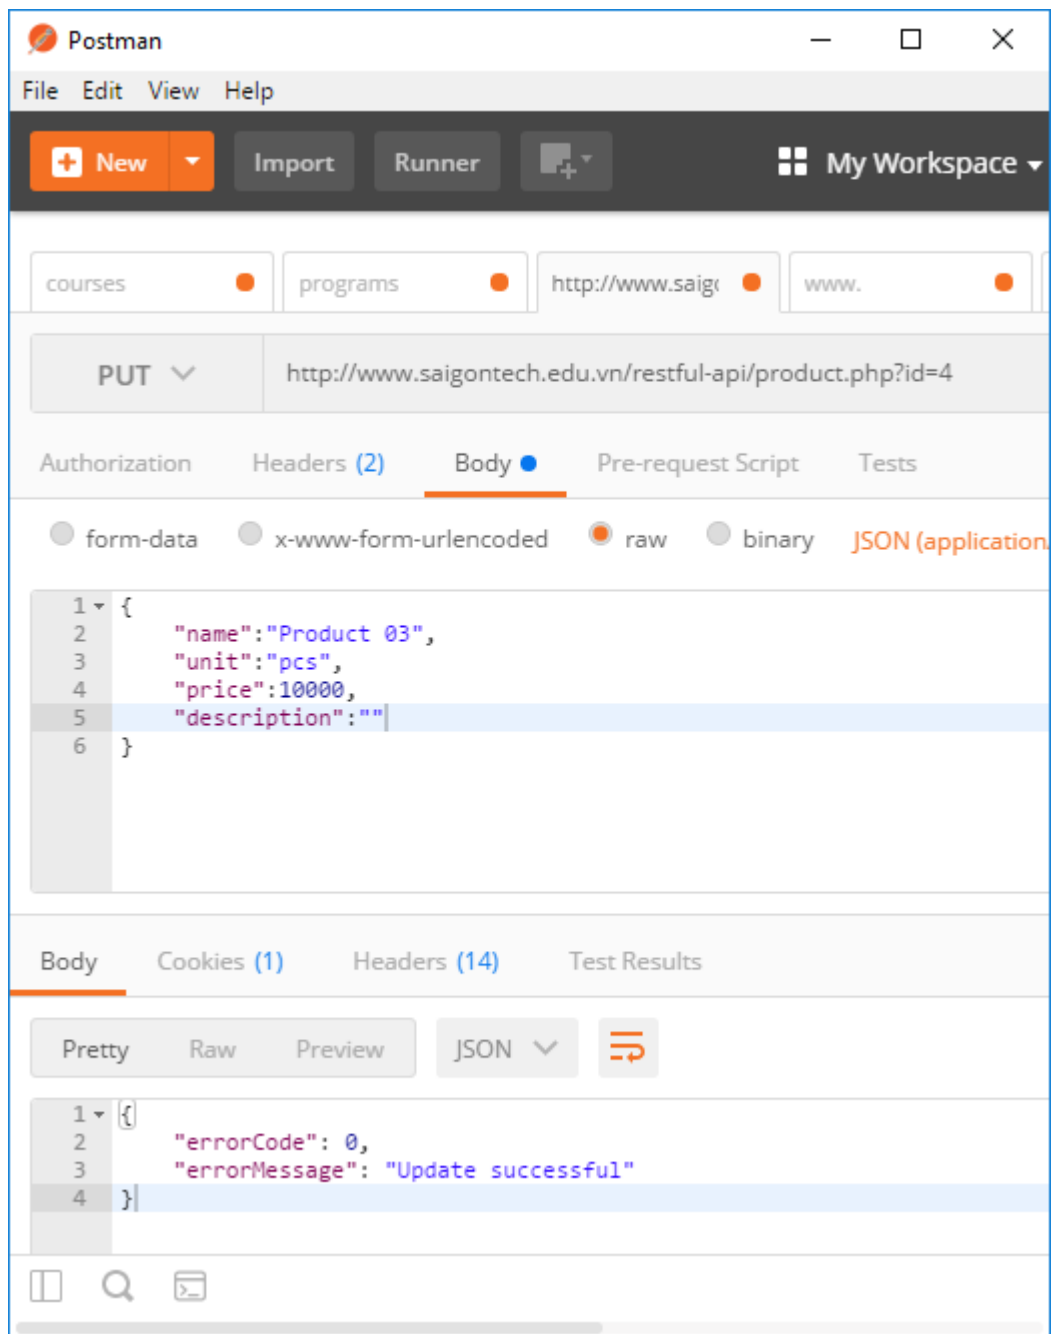 Postman
File Edit View Help
New Import Runner My Workspace
courses programs http://www.saigo www.
PUT http://www.saigontech.edu.vn/restful-api/product.php?id=4
Authorization Headers (2) Body Pre-request Script Tests
form-data x-www-form-urlencoded raw binary JSON (application/
1 {
2 "name":"Product 03",
3 "unit":"pcs",
4 "price":10000,
5 "description":""
6 }
Body Cookies (1) Headers (14) Test Results
Pretty Raw Preview JSON
1 {
2 "errorCode": 0,
3 "errorMessage": "Update successful"
4 }